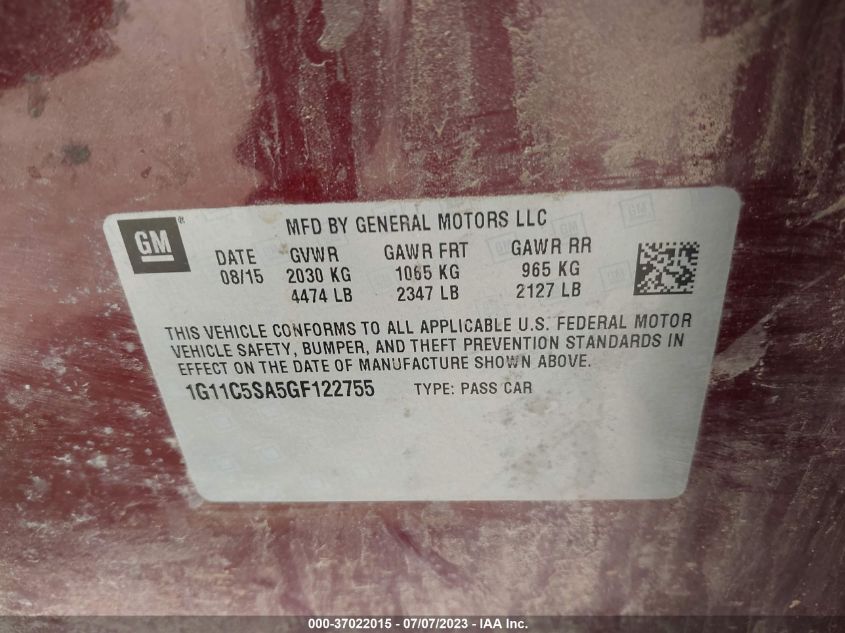 GM®
MFD BY GENERAL MOTORS LLC
DATE GVWR GAWR FRT GAWR RR
08/15 2030 KG 1065 KG 965 KG
4474 LB 2347 LB 2127 LB
THIS VEHICLE CONFORMS TO ALL APPLICABLE U.S. FEDERAL MOTOR
VEHICLE SAFETY, BUMPER, AND THEFT PREVENTION STANDARDS IN
EFFECT ON THE DATE OF MANUFACTURE SHOWN ABOVE.
1G11C5SA5GF122755 TYPE: PASS CAR
000-37022015 - 07/07/2023 - IAA Inc.